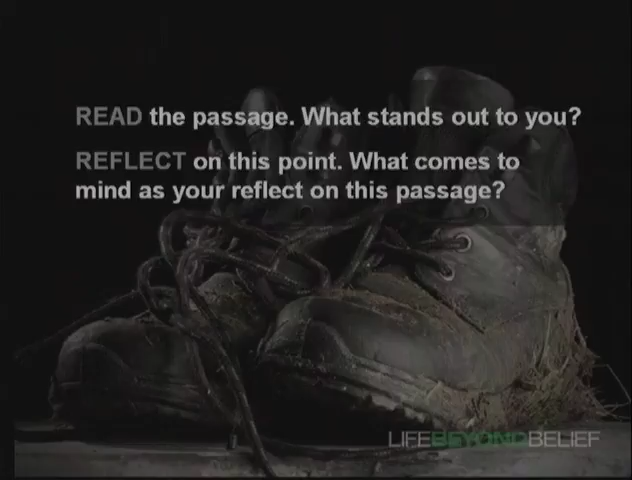 READ the passage. What stands out to you?
REFLECT on this point. What comes to
mind as your reflect on this passage?
LIFEBEYONDBELIEF